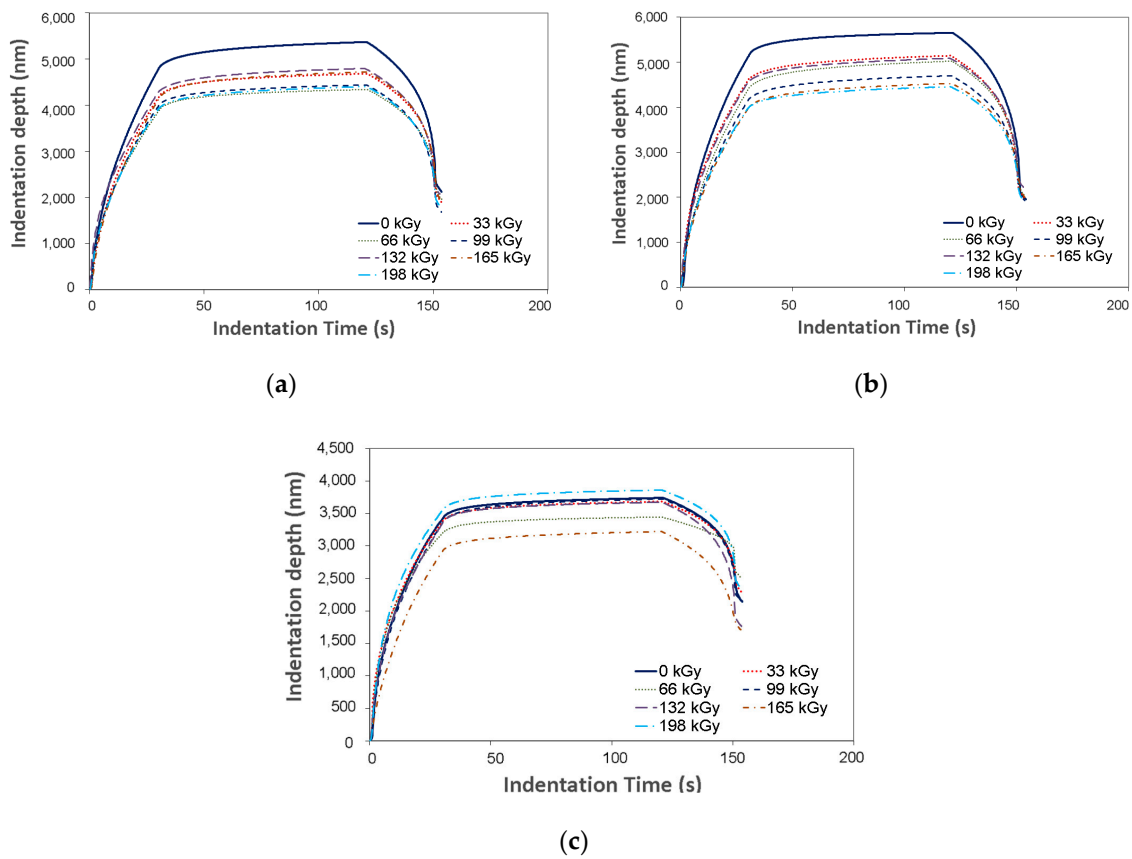 6,000
5,000
4,000
3,000
2,000
1,000
0
Indentation depth (nm)
0 kGy 33 kGy
66 kGy 99 kGy
132 kGy 165 kGy
198 kGy
0 50 100 150 200
Indentation Time (s)
(a)
6,000
5,000
4,000
3,000
2,000
1,000
0
Indentation depth (nm)
0 kGy 33 kGy
66 kGy 99 kGy
132 kGy 165 kGy
198 kGy
0 50 100 150 200
Indentation Time (s)
(b)
4,500
4,000
3,500
3,000
2,500
2,000
1,500
1,000
500
0
Indentation depth (nm)
0 kGy 33 kGy
66 kGy 99 kGy
132 kGy 165 kGy
198 kGy
0 50 100 150 200
Indentation Time (s)
(c)